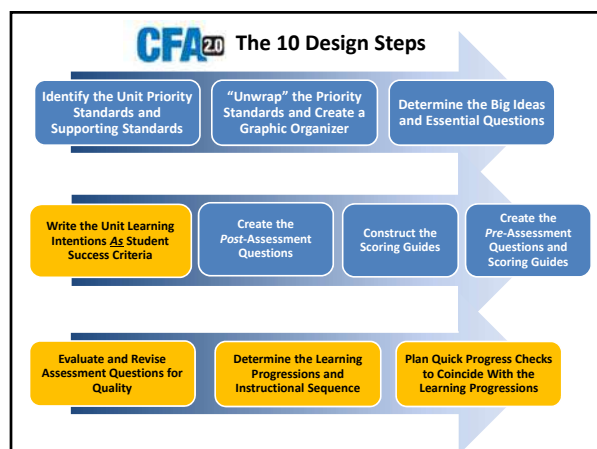 CFA 2.0 The 10 Design Steps
Identify the Unit Priority
Standards and
Supporting Standards
"Unwrap" the Priority
Standards and Create a
Graphic Organizer
Determine the Big Ideas
and Essential Questions
Write the Unit Learning
Intentions As Student
Success Criteria
Create the
Post-Assessment
Questions
Construct the
Scoring Guides
Create the
Pre-Assessment
Questions and
Scoring Guides
Evaluate and Revise
Assessment Questions for
Quality
Determine the Learning
Progressions and
Instructional Sequence
Plan Quick Progress Checks
to Coincide With the
Learning Progressions